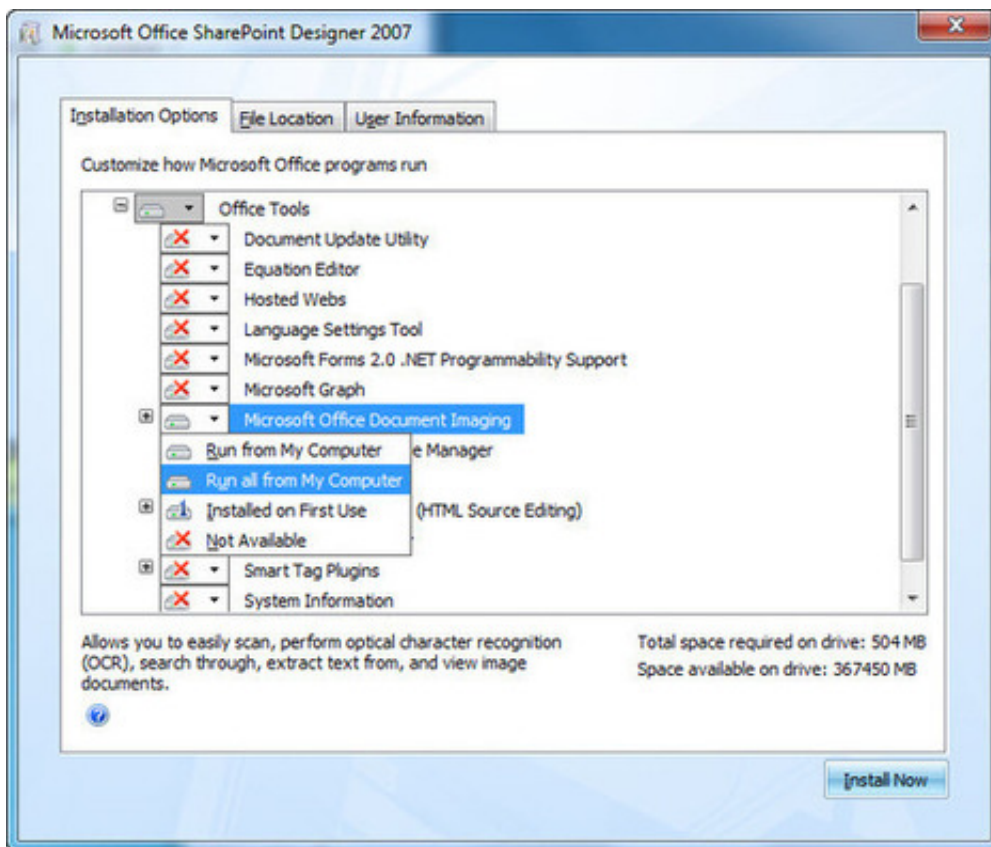 Microsoft Office SharePoint Designer 2007
Installation Options File Location User Information
Customize how Microsoft Office programs run
Office Tools
Document Update Utility
Equation Editor
Hosted Webs
Language Settings Tool
Microsoft Forms 2.0 .NET Programmability Support
Microsoft Graph
Microsoft Office Document Imaging
Run from My Computer e Manager
Run all from My Computer
Installed on First Use (HTML Source Editing)
Not Available
Smart Tag Plugins
System Information
Allows you to easily scan, perform optical character recognition
(OCR), search through, extract text from, and view image
documents.
Total space required on drive: 504 MB
Space available on drive: 367450 MB
Install Now